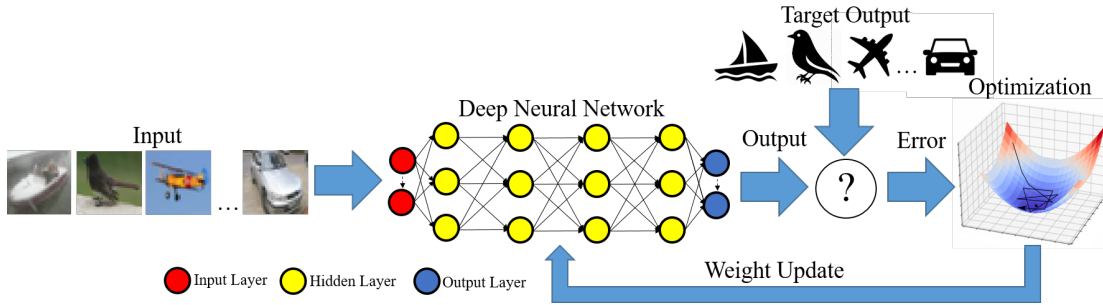 Target Output
...
Optimization
Deep Neural Network
Input
Output
Error
?
...
Weight Update
Input Layer
Hidden Layer
Output Layer